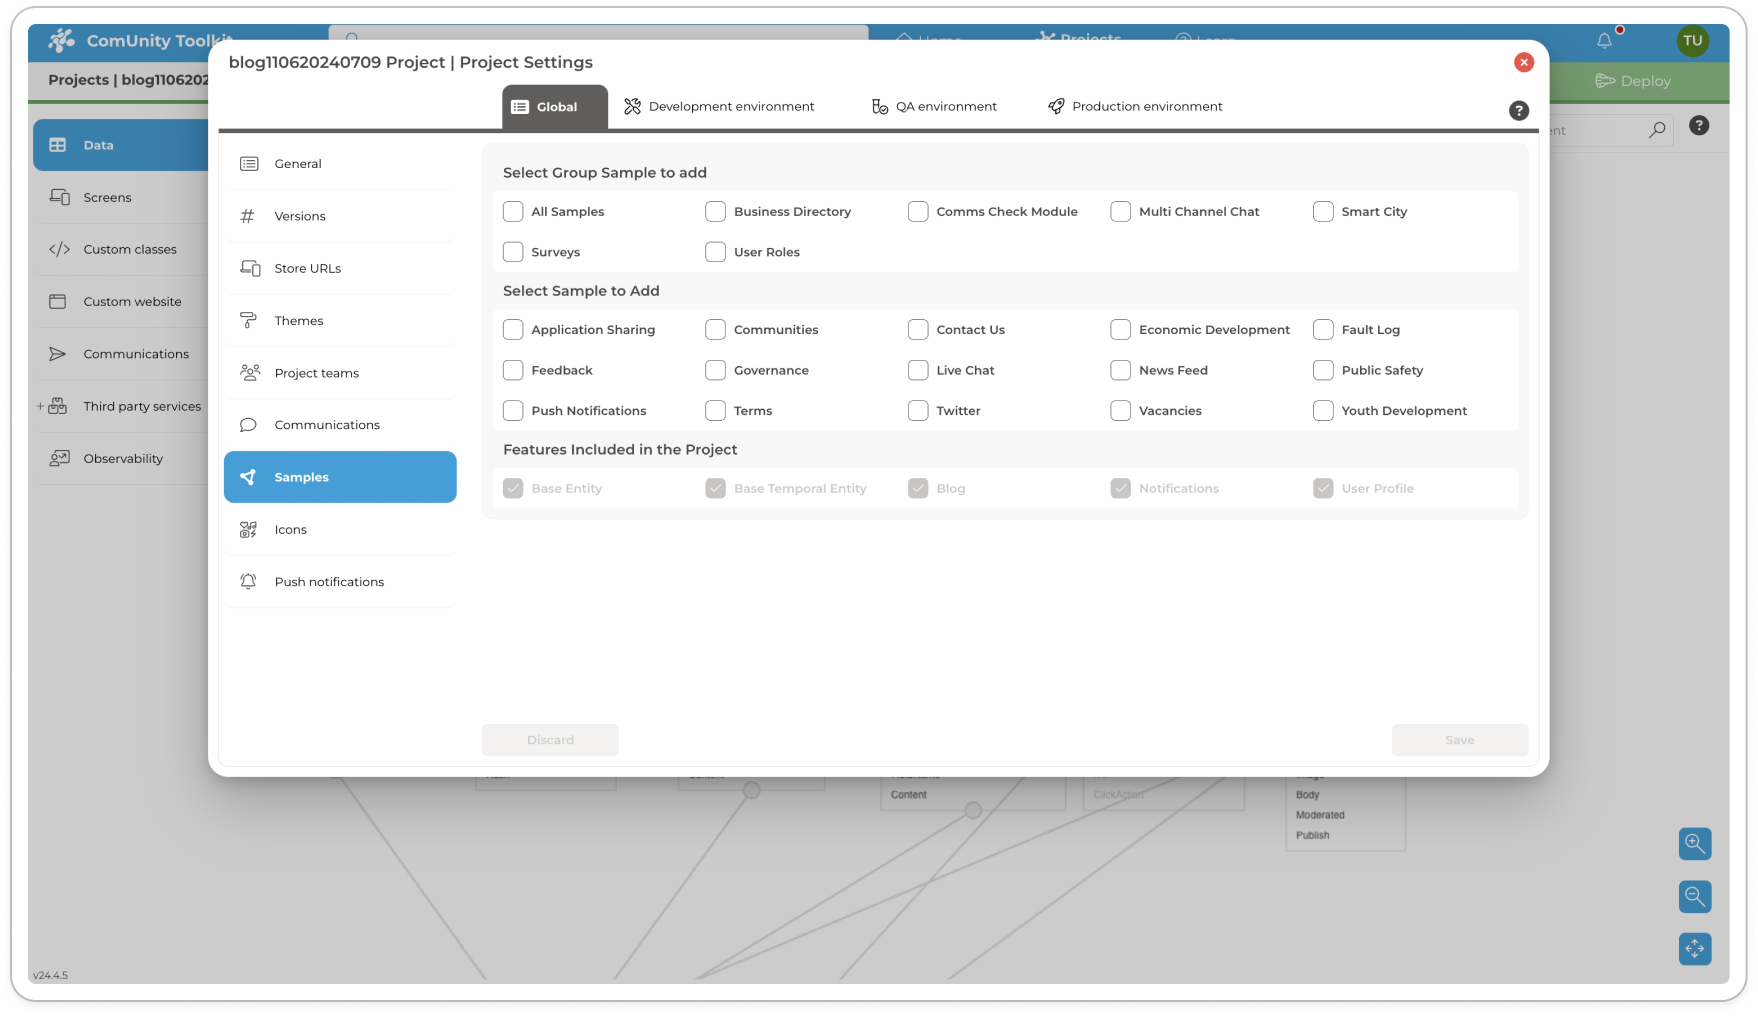 ComUnity Toolkit
Home
Projects
Learn
TU
Projects | blog110620
Deploy
blog110620240709 Project | Project Settings
Global
Development environment
QA environment
Production environment
Data
Screens
Custom classes
Custom website
Communications
Third party services
Observability
General
Versions
Store URLs
Themes
Project teams
Communications
Samples
Icons
Push notifications
Select Group Sample to add
All Samples
Business Directory
Comms Check Module
Multi Channel Chat
Smart City
Surveys
User Roles
Select Sample to Add
Application Sharing
Communities
Contact Us
Economic Development
Fault Log
Feedback
Governance
Live Chat
News Feed
Public Safety
Push Notifications
Terms
Twitter
Vacancies
Youth Development
Features Included in the Project
Base Entity
Base Temporal Entity
Blog
Notifications
User Profile
Discard
Save
Content
ClickAction
Body
Moderated
Publish
v24.4.5